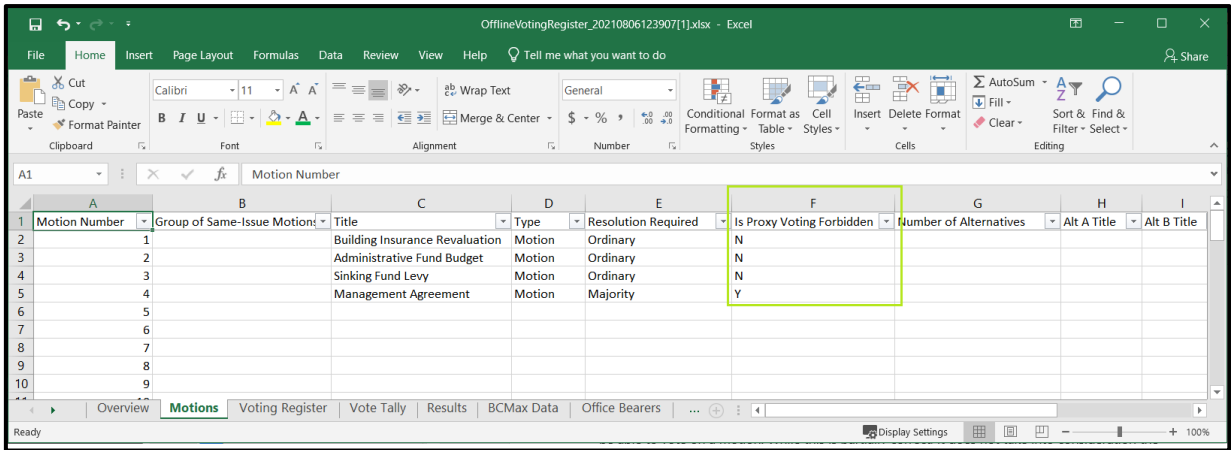 OfflineVotingRegister_20210806123907[1].xlsx - Excel
File Home Insert Page Layout Formulas Data Review View Help Tell me what you want to do Share
Cut
Copy
Format Painter
Paste
Clipboard
Calibri 11 A A
B I U A
Font
ab Wrap Text
Merge & Center
Alignment
General
$ % , .00
Number
Conditional Formatting
Format as Table
Cell Styles
Styles
Insert Delete Format
Cells
AutoSum
Fill
Clear
Sort & Filter
Find & Select
Editing
A1 fx Motion Number
A B C D E F G H I
1 Motion Number Group of Same-Issue Motions Title Type Resolution Required Is Proxy Voting Forbidden Number of Alternatives Alt A Title Alt B Title
2 1 Building Insurance Revaluation Motion Ordinary N
3 2 Administrative Fund Budget Motion Ordinary N
4 3 Sinking Fund Levy Motion Ordinary N
5 4 Management Agreement Motion Majority Y
6 5
7 6
8 7
9 8
10 9
Overview Motions Voting Register Vote Tally Results BCMax Data Office Bearers ...
Ready Display Settings 100%